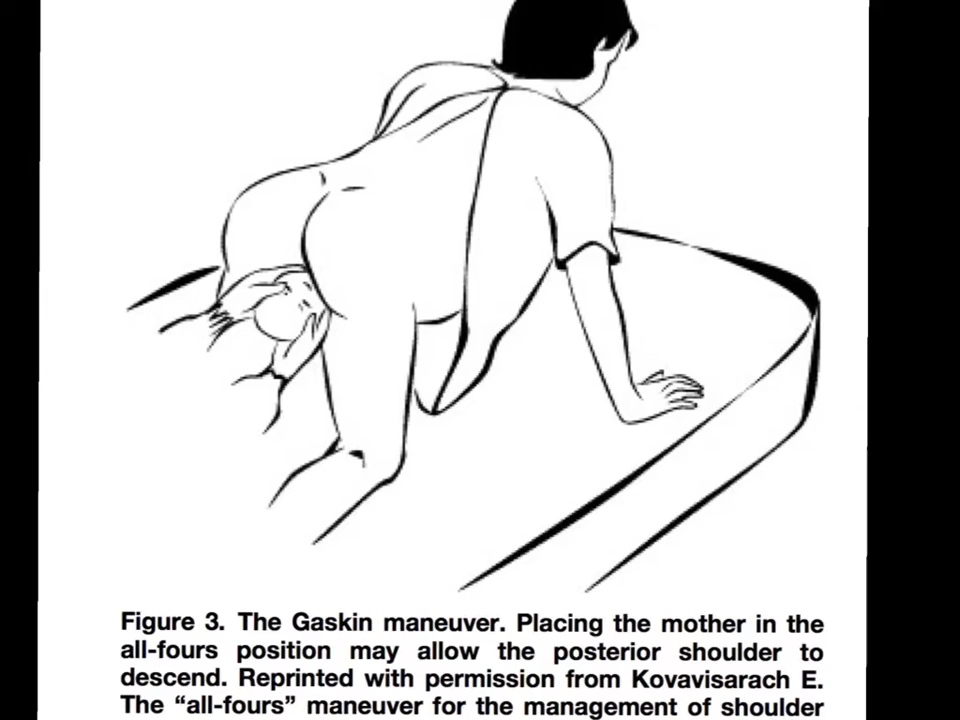 Figure 3. The Gaskin maneuver. Placing the mother in the
all-fours position may allow the posterior shoulder to
descend. Reprinted with permission from Kovavisarach E.
The “all-fours” maneuver for the management of shoulder